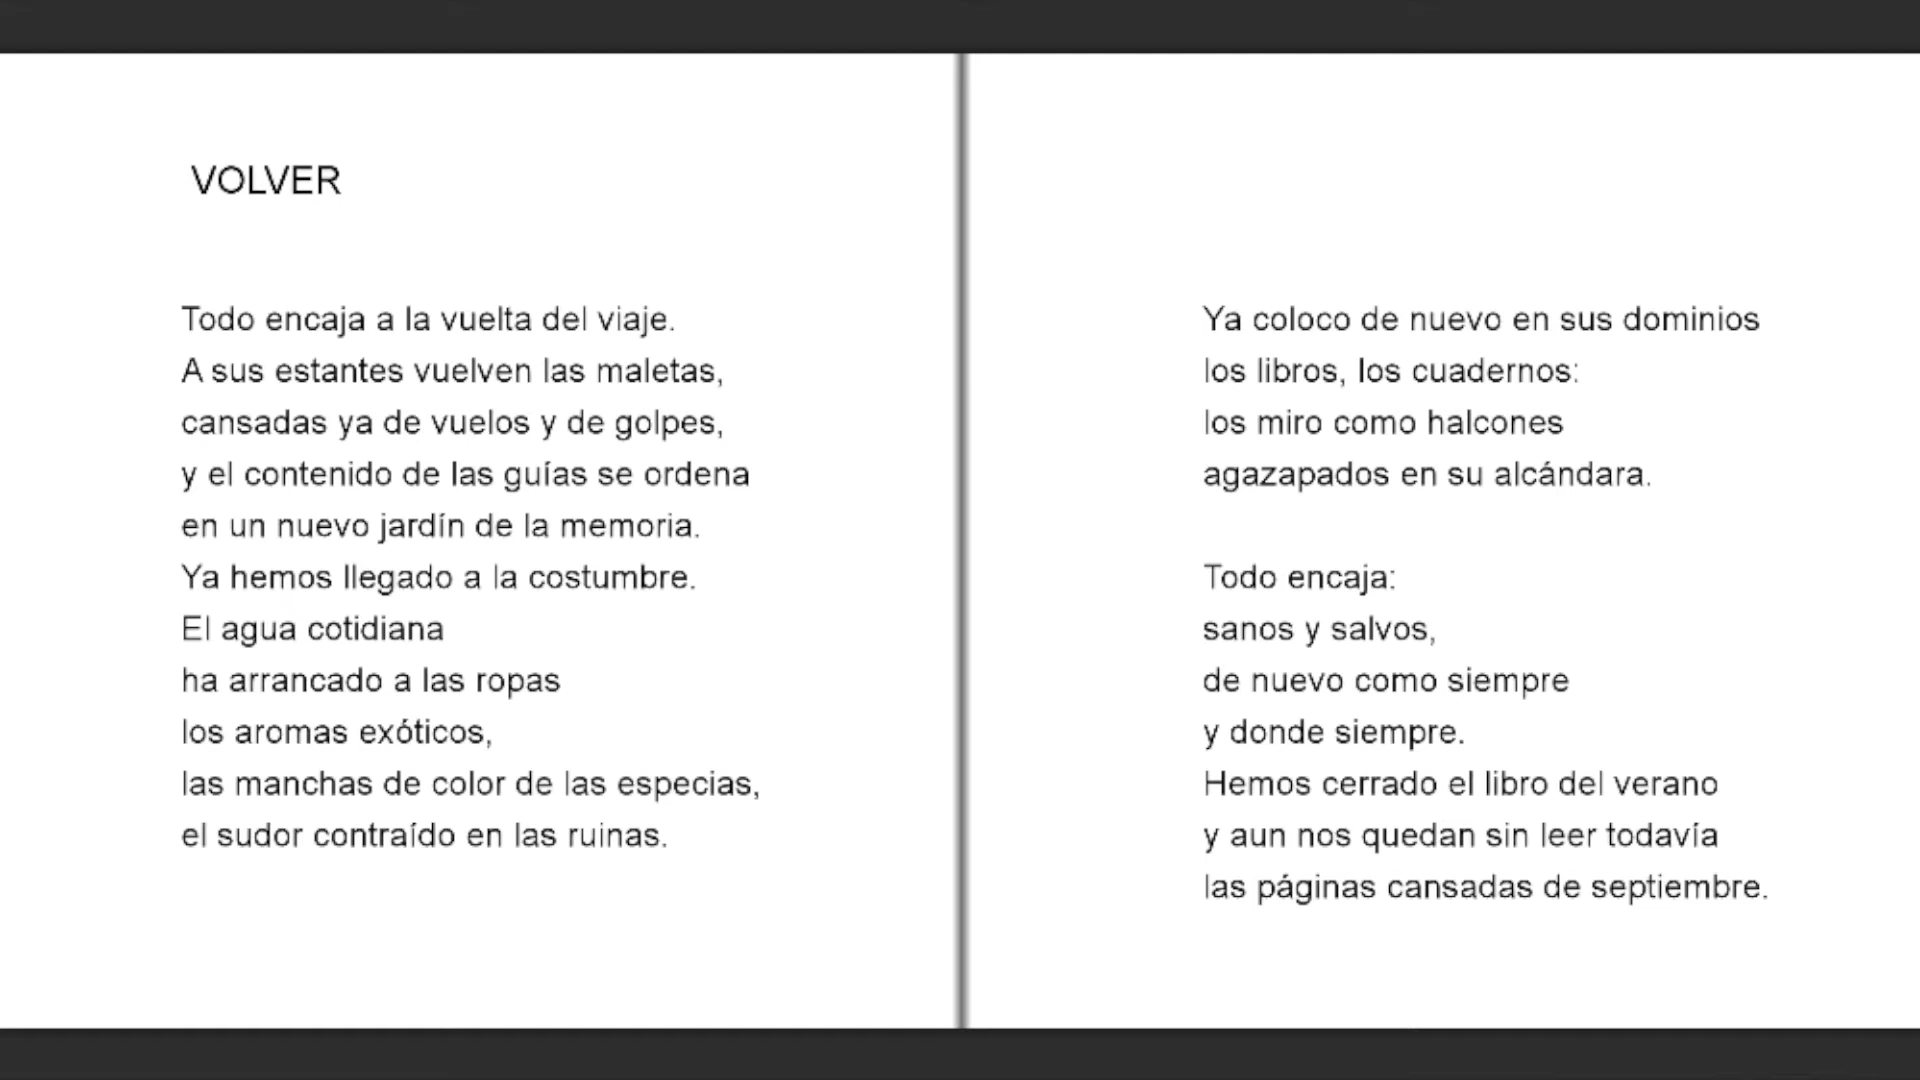 VOLVER
Todo encaja a la vuelta del viaje.
A sus estantes vuelven las maletas,
cansadas ya de vuelos y de golpes,
y el contenido de las guías se ordena
en un nuevo jardín de la memoria.
Ya hemos llegado a la costumbre.
El agua cotidiana
ha arrancado a las ropas
los aromas exóticos,
las manchas de color de las especias,
el sudor contraído en las ruinas.
Ya coloco de nuevo en sus dominios
los libros, los cuadernos:
los miro como halcones
agazapados en su alcándara.
Todo encaja:
sanos y salvos,
de nuevo como siempre
y donde siempre.
Hemos cerrado el libro del verano
y aun nos quedan sin leer todavía
las páginas cansadas de septiembre.